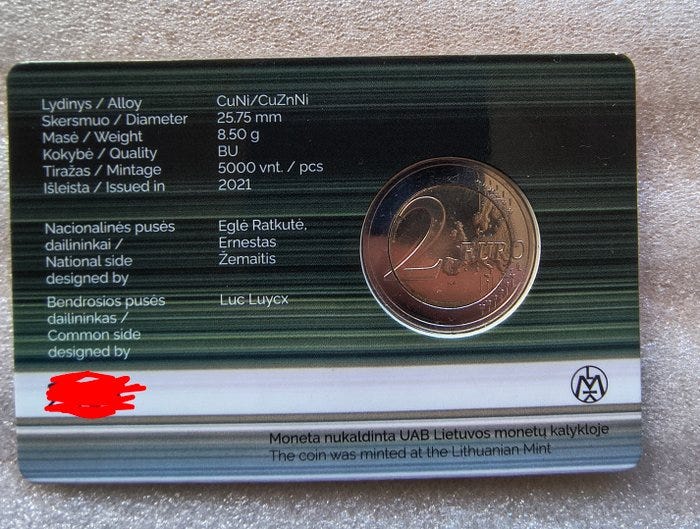 Lydinys / Alloy CuNi/CuZnNi
Skersmuo / Diameter 25.75 mm
Masė / Weight 8.50 g
Kokybė / Quality BU
Tiražas / Mintage 5000 vnt. / pcs
Išleista / Issued in 2021
Nacionalinės pusės Eglė Ratkutė,
dailininkai / Ernestas
National side Žemaitis
designed by
Bendrosios pusės Luc Luycx
dailininkas /
Common side
designed by
2 EURO
Moneta nukaldinta UAB Lietuvos monetų kalykloje
The coin was minted at the Lithuanian Mint